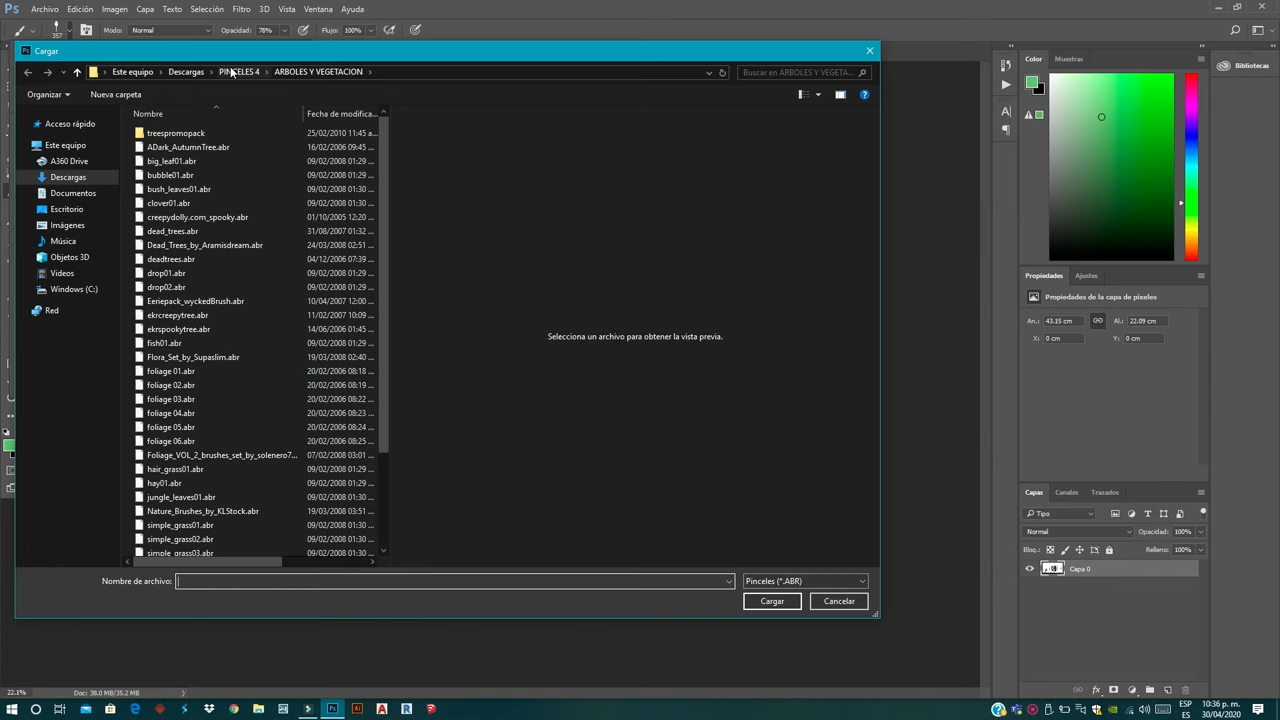 Ps Archivo Edición Imagen Capa Texto Selección Filtro 3D Vista Ventana Ayuda
357 Modo: Normal Opacidad: 78% Flujo: 100%
Ps Cargar
Este equipo > Descargas > PINCELES 4 > ARBOLES Y VEGETACION > Buscar en ARBOLES Y VEGETA...
Organizar Nueva carpeta
Nombre Fecha de modifica...
Acceso rápido
Este equipo
A360 Drive
Descargas
Documentos
Escritorio
Imágenes
Música
Objetos 3D
Videos
Windows (C:)
Red
treespromopack 25/02/2010 11:45 a...
ADark_AutumnTree.abr 16/02/2006 09:45 ...
big_leaf01.abr 09/02/2008 01:29 ...
bubble01.abr 09/02/2008 01:29 ...
bush_leaves01.abr 09/02/2008 01:30 ...
clover01.abr 09/02/2008 01:29 ...
creepydolly.com_spooky.abr 01/10/2005 12:20 ...
dead_trees.abr 31/08/2007 01:32 ...
Dead_Trees_by_Aramisdream.abr 24/03/2008 02:51 ...
deadtrees.abr 04/12/2006 07:39 ...
drop01.abr 09/02/2008 01:29 ...
drop02.abr 09/02/2008 01:29 ...
Eeriepack_wyckedBrush.abr 10/04/2007 12:00 ...
ekrcreepytree.abr 11/02/2007 10:09 ...
ekrspookytree.abr 14/06/2006 01:45 ...
fish01.abr 09/02/2008 01:29 ...
Flora_Set_by_Supaslim.abr 19/03/2008 02:40 ...
foliage 01.abr 20/02/2006 08:18 ...
foliage 02.abr 20/02/2006 08:19 ...
foliage 03.abr 20/02/2006 08:22 ...
foliage 04.abr 20/02/2006 08:23 ...
foliage 05.abr 20/02/2006 08:24 ...
foliage 06.abr 20/02/2006 08:25 ...
Foliage_VOL_2_brushes_set_by_solenero7... 07/02/2008 03:01 ...
hair_grass01.abr 09/02/2008 01:29 ...
hay01.abr 09/02/2008 01:29 ...
jungle_leaves01.abr 09/02/2008 01:30 ...
Nature_Brushes_by_KLStock.abr 19/03/2008 03:51 ...
simple_grass01.abr 09/02/2008 01:30 ...
simple_grass02.abr 09/02/2008 01:29 ...
simple_grass03.abr 09/02/2008 01:30 ...
Selecciona un archivo para obtener la vista previa.
Nombre de archivo: Pinceles (*.ABR)
Cargar Cancelar
Color Muestras
Bibliotecas
Propiedades Ajustes
Propiedades de la capa de píxeles
An.: 43.15 cm Al.: 22.09 cm
X: 0 cm Y: 0 cm
Capas Canales Trazados
Tipo
Normal Opacidad: 100%
Bloq.: Relleno: 100%
Capa 0
22.1% Doc: 38.0 MB/35.2 MB
ESP 10:36 p. m.
ES 30/04/2020